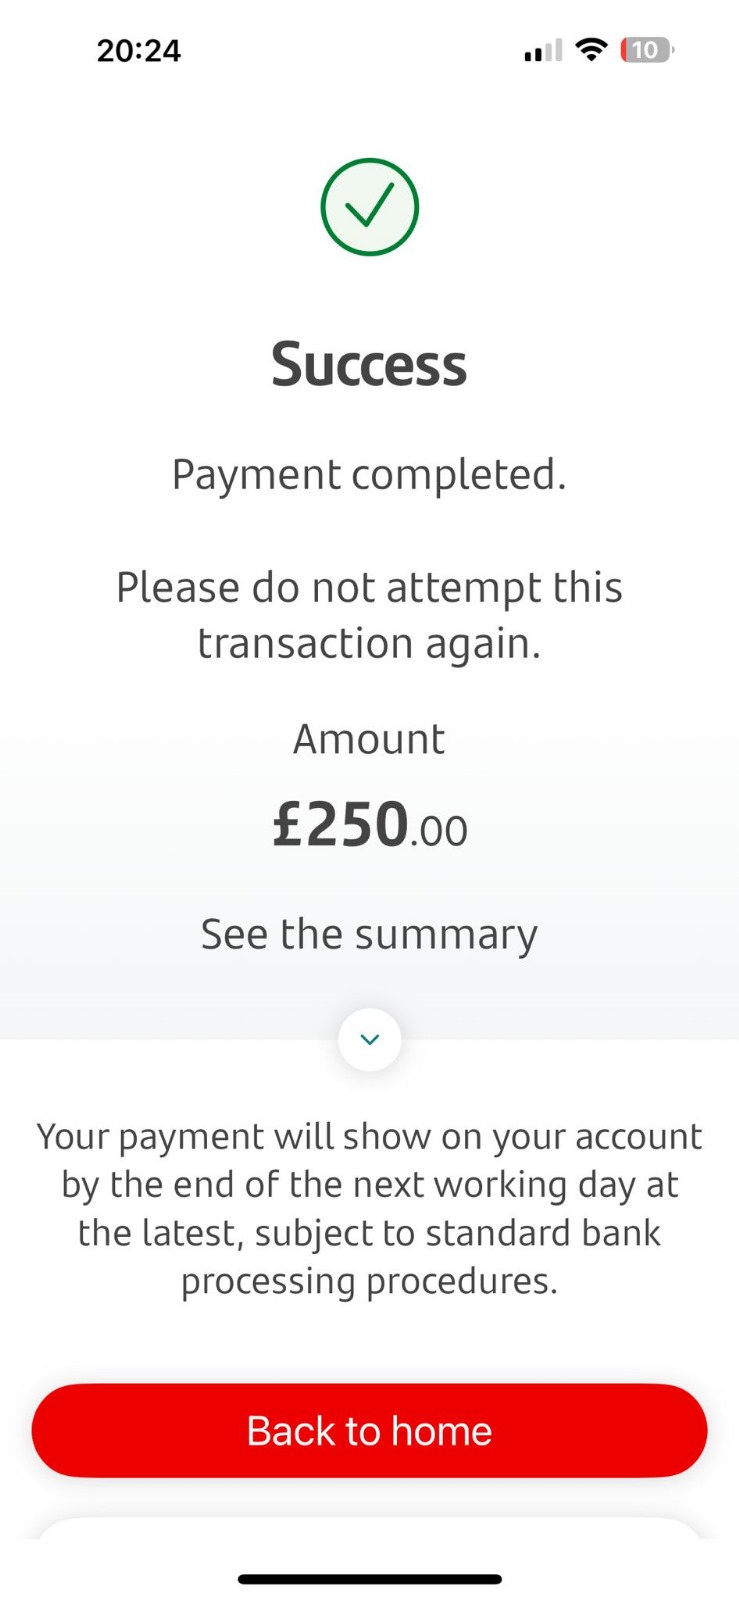 20:24
10
Success
Payment completed.
Please do not attempt this
transaction again.
Amount
£250.00
See the summary
Your payment will show on your account
by the end of the next working day at
the latest, subject to standard bank
processing procedures.
Back to home